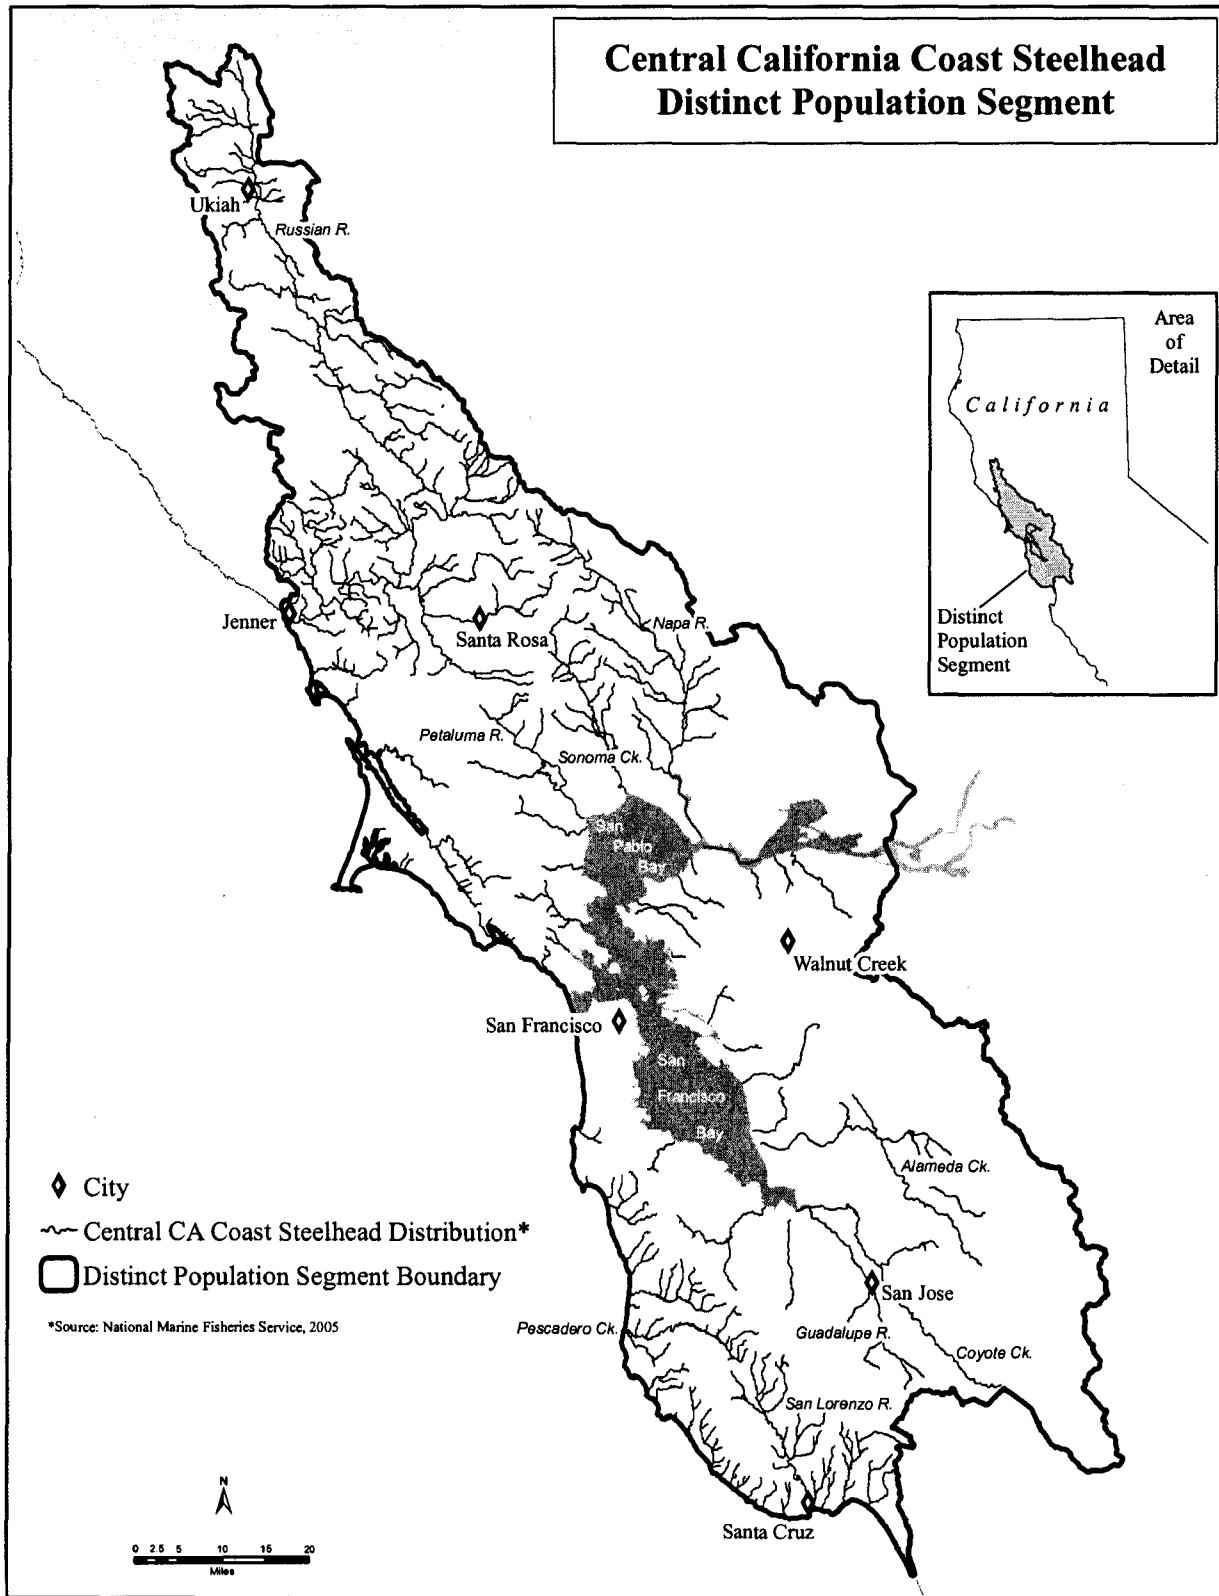 Central California Coast Steelhead
Distinct Population Segment
Ukiah
Russian R.
Area
of
Detail
California
Distinct
Population
Segment
Jenner
Santa Rosa
Napa R.
Petaluma R.
Sonoma Ck.
San
Pablo
Bay
Walnut Creek
San Francisco
San
Francisco
Bay
Alameda Ck.
City
Central CA Coast Steelhead Distribution*
Distinct Population Segment Boundary
*Source: National Marine Fisheries Service, 2005
San Jose
Pescadero Ck.
Guadalupe R.
Coyote Ck.
San Lorenzo R.
Santa Cruz
N
0 2.5 5 10 15 20
Miles